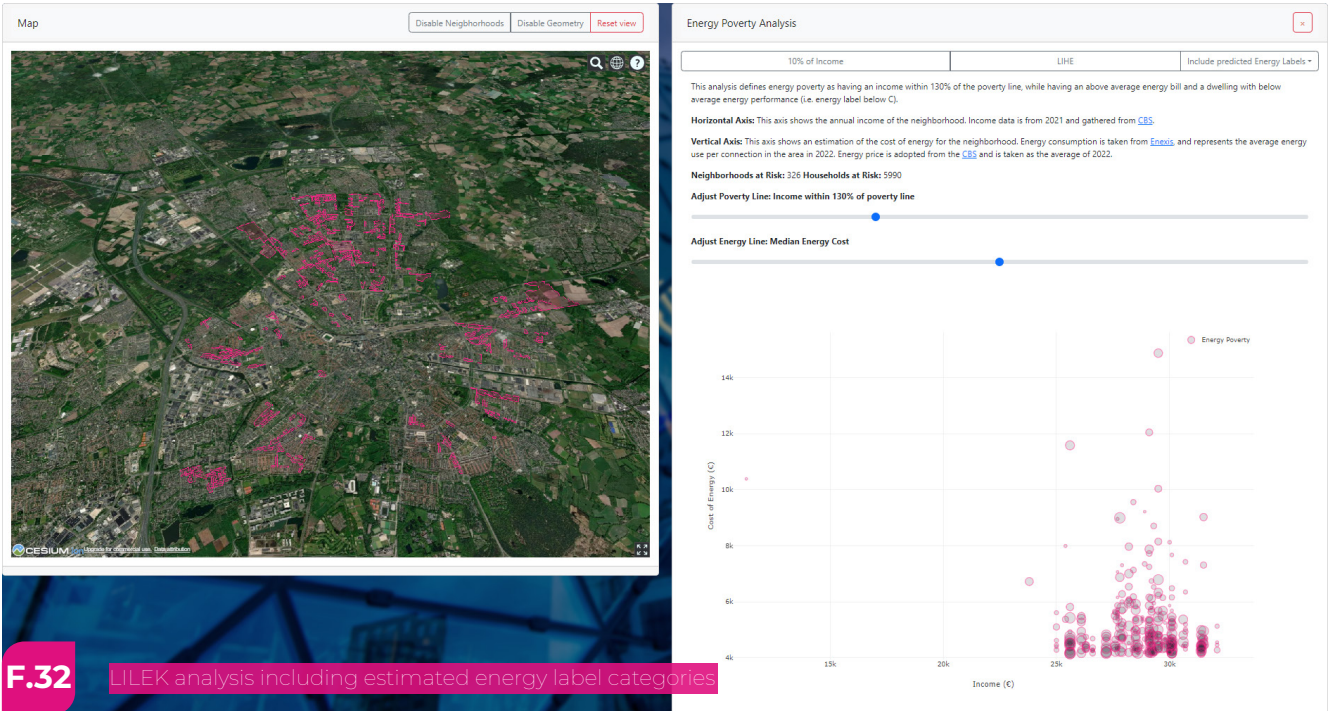 Map
Disable Neigbhorhoods
Disable Geometry
Reset view
CESIUM ion
Upgrade for commercial use. Data attribution
Energy Poverty Analysis
×
10% of Income
LIHE
Include predicted Energy Labels
This analysis defines energy poverty as having an income within 130% of the poverty line, while having an above average energy bill and a dwelling with below
average energy performance (i.e. energy label below C).
Horizontal Axis: This axis shows the annual income of the neighborhood. Income data is from 2021 and gathered from CBS.
Vertical Axis: This axis shows an estimation of the cost of energy for the neighborhood. Energy consumption is taken from Enexis, and represents the average energy
use per connection in the area in 2022. Energy price is adopted from the CBS and is taken as the average of 2022.
Neighborhoods at Risk: 326 Households at Risk: 5990
Adjust Poverty Line: Income within 130% of poverty line
Adjust Energy Line: Median Energy Cost
Energy Poverty
14k
12k
10k
8k
6k
4k
Cost of Energy (€)
15k
20k
25k
30k
Income (€)
F.32
LILEK analysis including estimated energy label categories